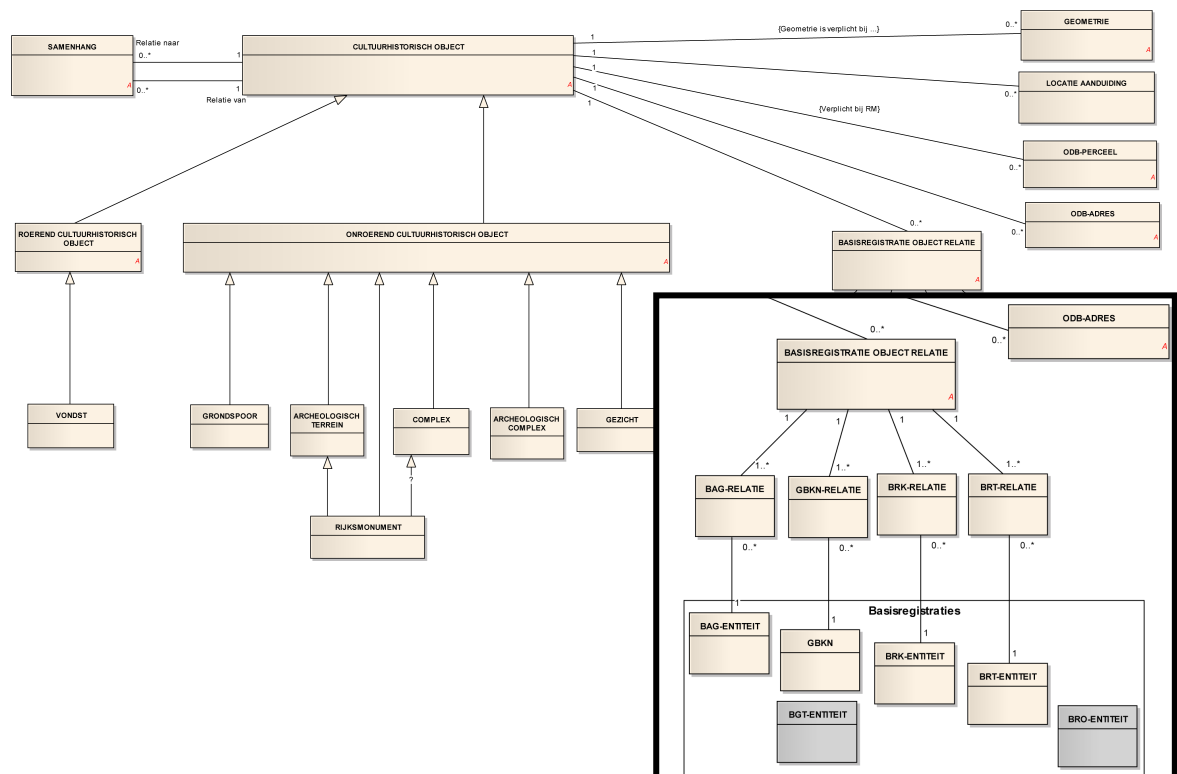 SAMENHANG
A
Relatie naar
0..*
1
0..*
1
Relatie van
CULTUURHISTORISCH OBJECT
A
1
{Geometrie is verplicht bij ...}
0..*
GEOMETRIE
A
1
0..*
LOCATIE AANDUIDING
1
{Verplicht bij RM}
0..*
ODB-PERCEEL
A
0..*
ODB-ADRES
A
1
0..*
BASISREGISTRATIE OBJECT RELATIE
A
ROEREND CULTUURHISTORISCH
OBJECT
A
ONROEREND CULTUURHISTORISCH OBJECT
A
VONDST
GRONDSPOOR
ARCHEOLOGISCH
TERREIN
COMPLEX
ARCHEOLOGISCH
COMPLEX
GEZICHT
?
RIJKSMONUMENT
0..*
ODB-ADRES
A
0..*
BASISREGISTRATIE OBJECT RELATIE
A
1
1
1
1
1..*
1..*
1..*
1..*
BAG-RELATIE
GBKN-RELATIE
BRK-RELATIE
BRT-RELATIE
0..*
0..*
0..*
0..*
Basisregistraties
1
1
1
1
BAG-ENTITEIT
GBKN
BRK-ENTITEIT
BRT-ENTITEIT
BGT-ENTITEIT
BRO-ENTITEIT